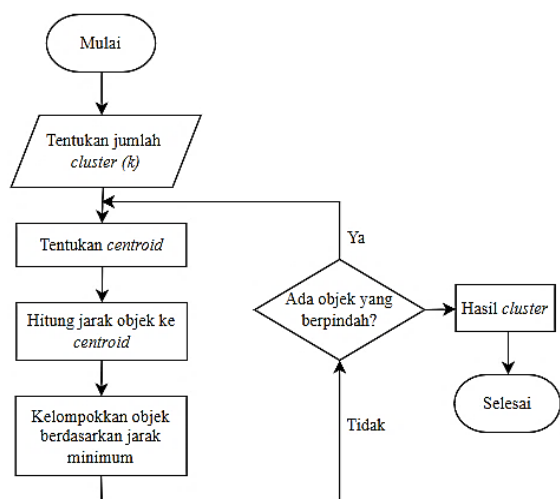 Mulai
Tentukan jumlah
cluster (k)
Tentukan centroid
Hitung jarak objek ke
centroid
Kelompokkan objek
berdasarkan jarak
minimum
Ya
Ada objek yang
berpindah?
Tidak
Hasil cluster
Selesai